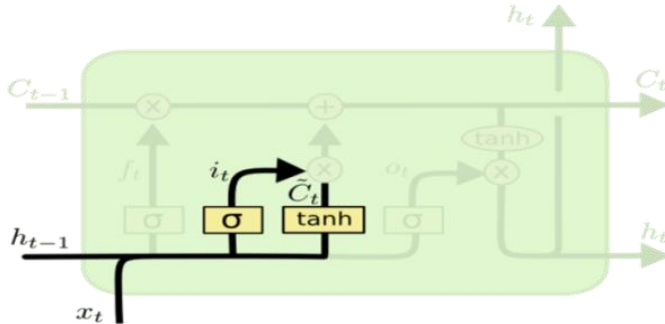 h_t
C_{t-1} × + C_t
tanh
f_t i_t × o_t ×
C̃_t
σ σ tanh σ
h_{t-1} h_t
x_t